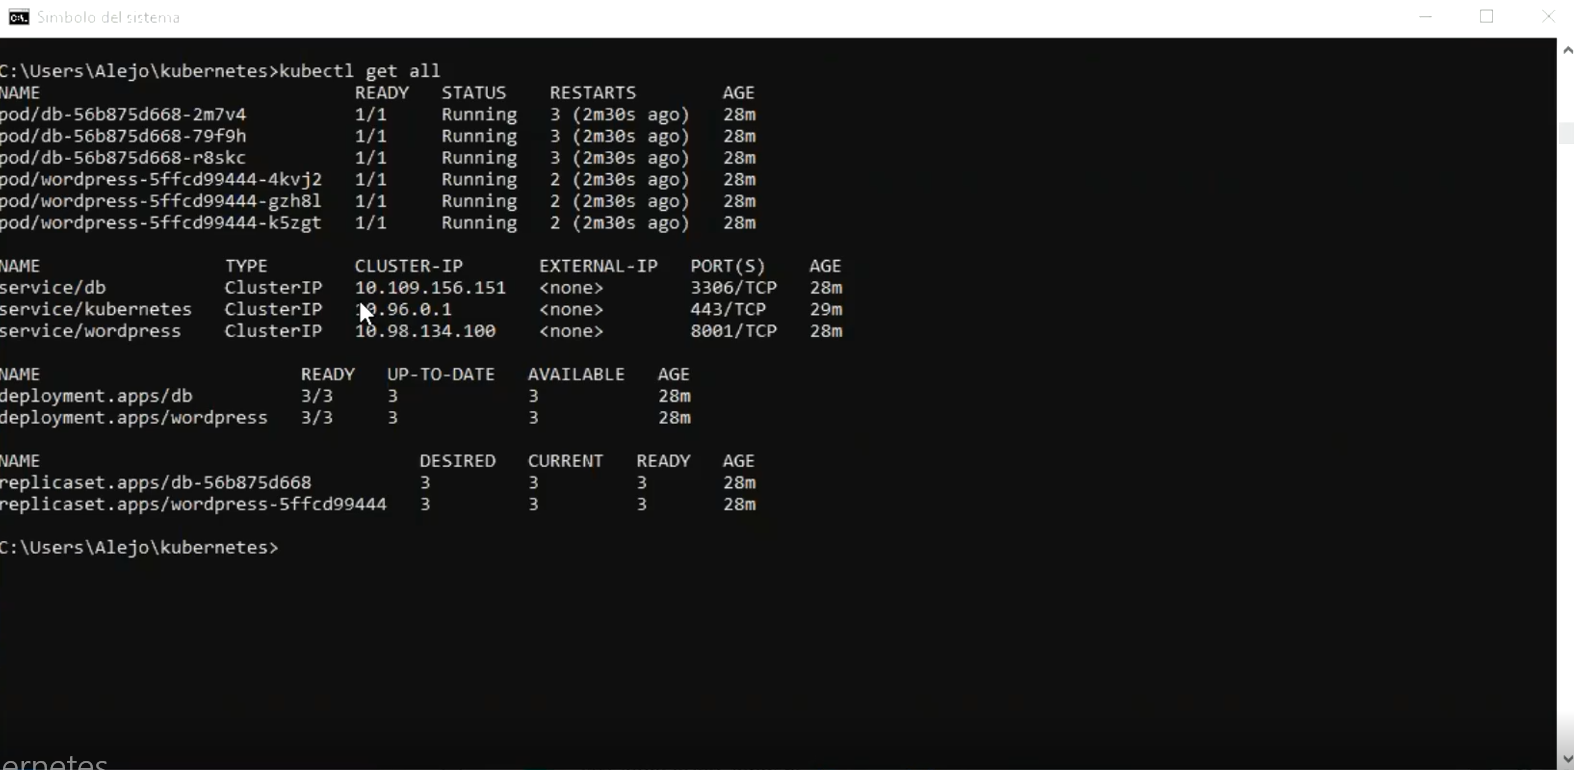 Símbolo del sistema
C:\Users\Alejo\kubernetes>kubectl get all
NAME READY STATUS RESTARTS AGE
pod/db-56b875d668-2m7v4 1/1 Running 3 (2m30s ago) 28m
pod/db-56b875d668-79f9h 1/1 Running 3 (2m30s ago) 28m
pod/db-56b875d668-r8skc 1/1 Running 3 (2m30s ago) 28m
pod/wordpress-5ffcd99444-4kvj2 1/1 Running 2 (2m30s ago) 28m
pod/wordpress-5ffcd99444-gzh8l 1/1 Running 2 (2m30s ago) 28m
pod/wordpress-5ffcd99444-k5zgt 1/1 Running 2 (2m30s ago) 28m
NAME TYPE CLUSTER-IP EXTERNAL-IP PORT(S) AGE
service/db ClusterIP 10.109.156.151 <none> 3306/TCP 28m
service/kubernetes ClusterIP 10.96.0.1 <none> 443/TCP 29m
service/wordpress ClusterIP 10.98.134.100 <none> 8001/TCP 28m
NAME READY UP-TO-DATE AVAILABLE AGE
deployment.apps/db 3/3 3 3 28m
deployment.apps/wordpress 3/3 3 3 28m
NAME DESIRED CURRENT READY AGE
replicaset.apps/db-56b875d668 3 3 3 28m
replicaset.apps/wordpress-5ffcd99444 3 3 3 28m
C:\Users\Alejo\kubernetes>
ernetes